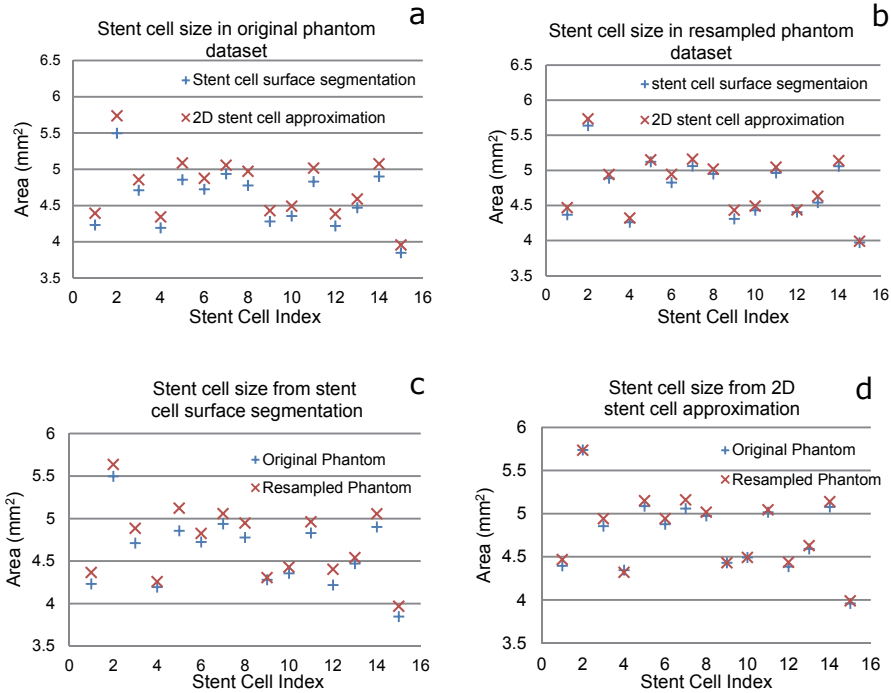 a
Stent cell size in original phantom
dataset
6.5
6
5.5
5
4.5
4
3.5
Area (mm²)
Stent cell surface segmentation
2D stent cell approximation
0 2 4 6 8 10 12 14 16
Stent Cell Index
b
Stent cell size in resampled phantom
dataset
6.5
6
5.5
5
4.5
4
3.5
Area (mm²)
stent cell surface segmentaion
2D stent cell approximation
0 2 4 6 8 10 12 14 16
Stent Cell Index
c
Stent cell size from stent
cell surface segmentation
6
5.5
5
4.5
4
3.5
Area (mm²)
Original Phantom
Resampled Phantom
0 2 4 6 8 10 12 14 16
Stent Cell Index
d
Stent cell size from 2D
stent cell approximation
6
5.5
5
4.5
4
3.5
Area (mm²)
Original Phantom
Resampled Phantom
0 2 4 6 8 10 12 14 16
Stent Cell Index